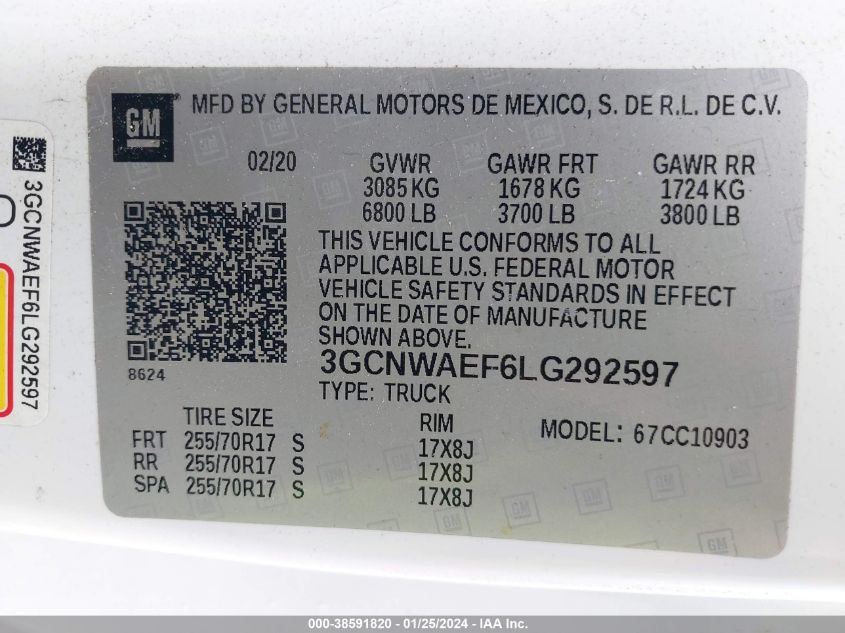 GM
MFD BY GENERAL MOTORS DE MEXICO, S. DE R.L. DE C.V.
02/20 GVWR GAWR FRT GAWR RR
3085 KG 1678 KG 1724 KG
6800 LB 3700 LB 3800 LB
THIS VEHICLE CONFORMS TO ALL
APPLICABLE U.S. FEDERAL MOTOR
VEHICLE SAFETY STANDARDS IN EFFECT
ON THE DATE OF MANUFACTURE
SHOWN ABOVE.
3GCNWAEF6LG292597
8624
TYPE: TRUCK
TIRE SIZE RIM MODEL: 67CC10903
FRT 255/70R17 S 17X8J
RR 255/70R17 S 17X8J
SPA 255/70R17 S 17X8J
3GCNWAEF6LG292597
000-38591820 - 01/25/2024 - IAA Inc.